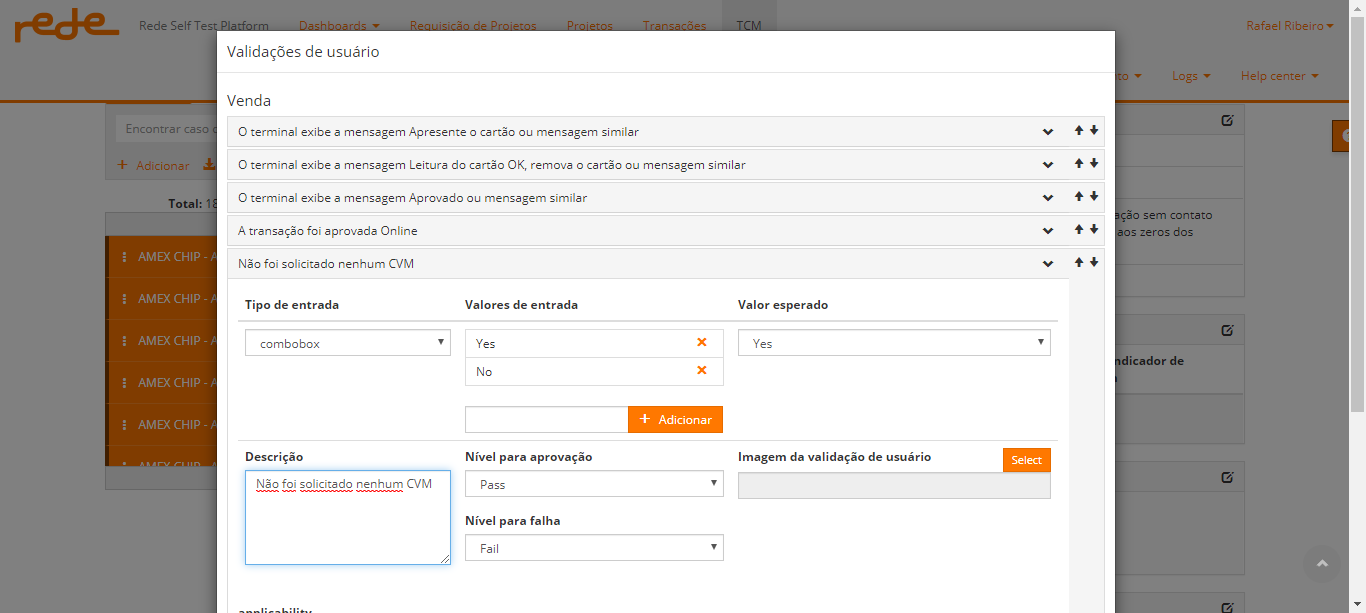 rede
Rede Self Test Platform
Dashboards
Requisição de Projetos
Projetos
Transações
TCM
Rafael Ribeiro
Logs
Help center
Validações de usuário
Encontrar caso
Adicionar
Total: 18
AMEX CHIP - A
AMEX CHIP - A
AMEX CHIP - A
AMEX CHIP - A
AMEX CHIP - A
AMEX CHIP - A
Venda
O terminal exibe a mensagem Apresente o cartão ou mensagem similar
O terminal exibe a mensagem Leitura do cartão OK, remova o cartão ou mensagem similar
O terminal exibe a mensagem Aprovado ou mensagem similar
A transação foi aprovada Online
Não foi solicitado nenhum CVM
Tipo de entrada
Valores de entrada
Valor esperado
combobox
Yes
Yes
No
Adicionar
Descrição
Nível para aprovação
Imagem da validação de usuário
Select
Não foi solicitado nenhum CVM
Pass
Nível para falha
Fail
applicability
ação sem contato
aos zeros dos
ndicador de